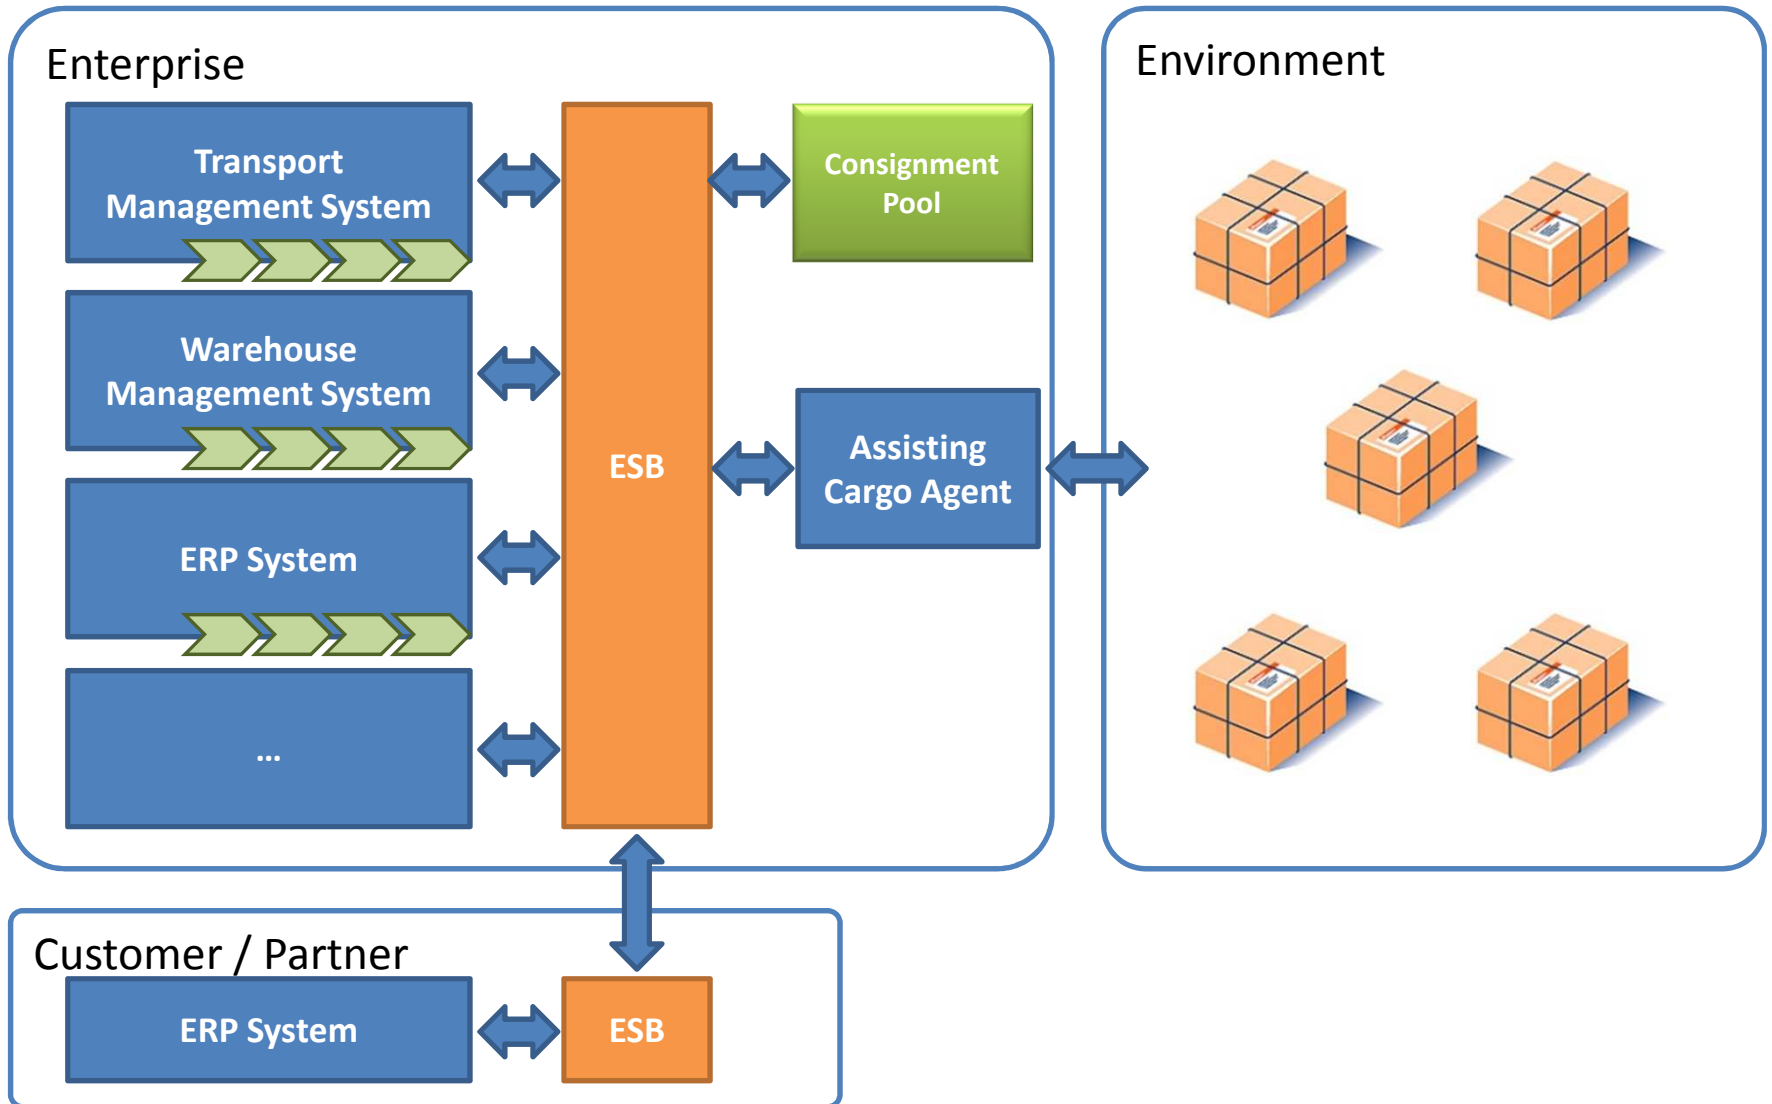 Enterprise
Transport
Management System
Warehouse
Management System
ERP System
...
ESB
Consignment
Pool
Assisting
Cargo Agent
Environment
Customer / Partner
ERP System
ESB